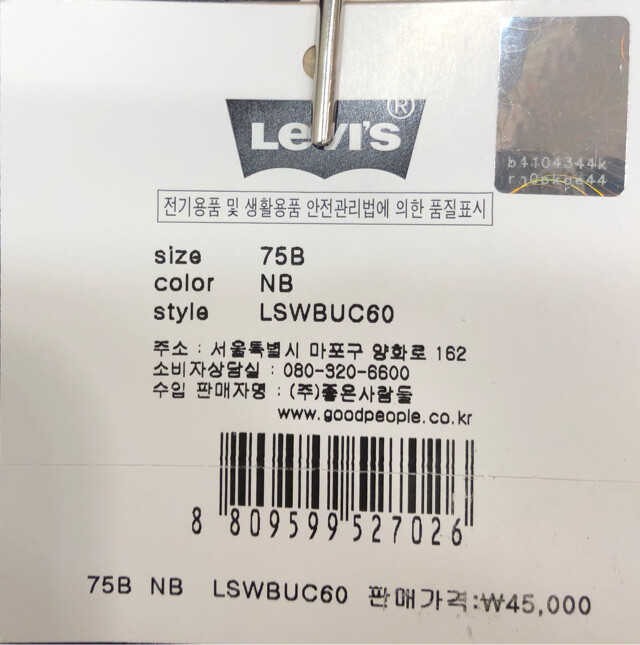 LEVI'S®
전기용품 및 생활용품 안전관리법에 의한 품질표시
size 75B
color NB
style LSWBUC60
주소 : 서울특별시 마포구 양화로 162
소비자상담실 : 080-320-6600
수입 판매자명 : (주)좋은사람들
www.goodpeople.co.kr
8 809599 527026
75B NB LSWBUC60 판매가격:₩45,000